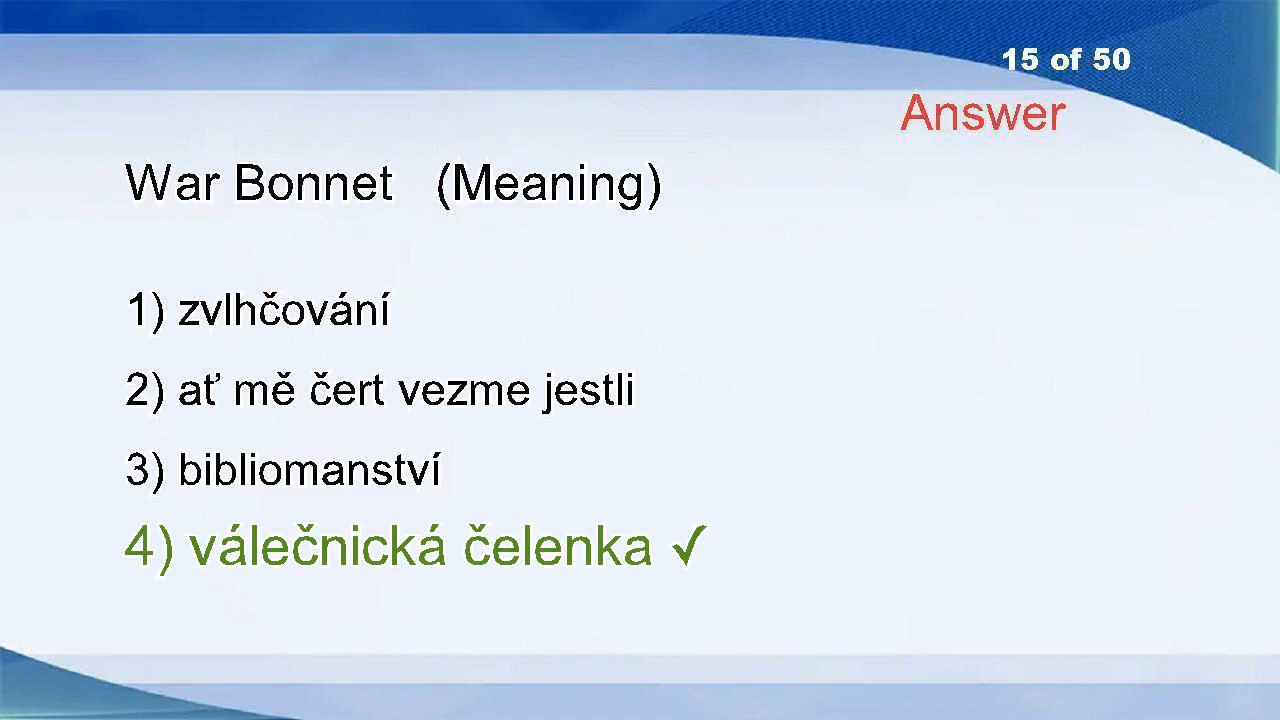 15 of 50
Answer
War Bonnet (Meaning)
1) zvlhčování
2) ať mě čert vezme jestli
3) bibliomanství
4) válečnická čelenka ✓